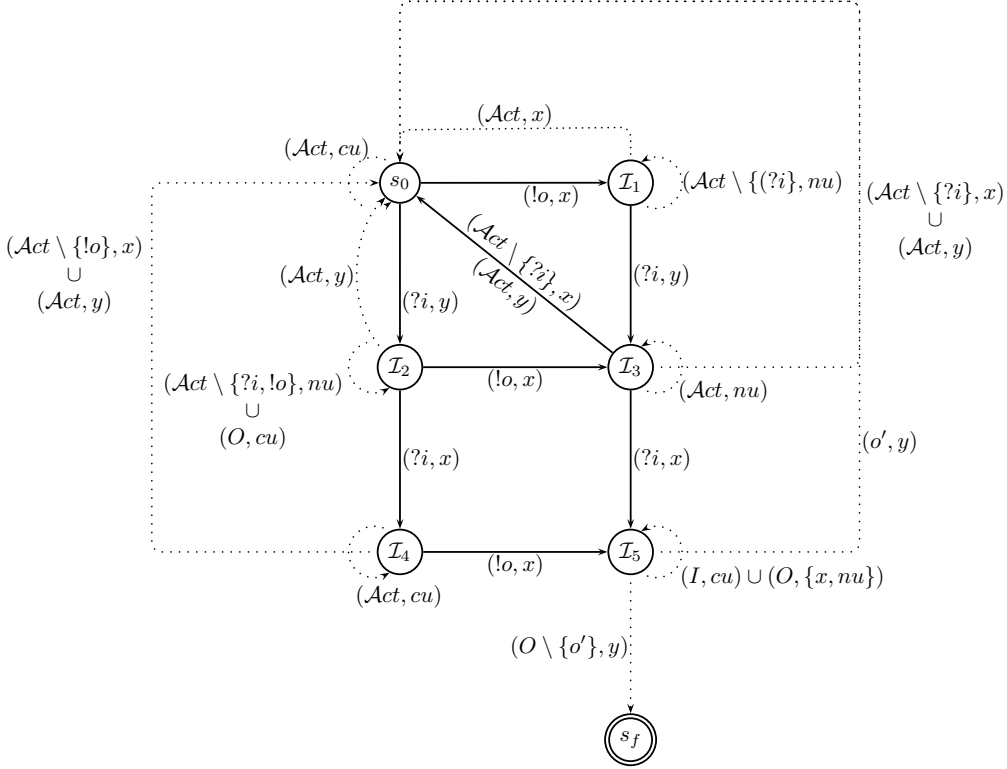 (𝒜ct, x)
(𝒜ct, cu)
s₀
(!o, x)
ℐ₁
(𝒜ct \ {(?i}, nu)
(𝒜ct \ {?i}, x)
∪
(𝒜ct, y)
(𝒜ct \ {!o}, x)
∪
(𝒜ct, y)
(𝒜ct, y)
(?i, y)
(𝒜ct \ {?i}, x)
(𝒜ct, y)
(?i, y)
ℐ₂
(!o, x)
ℐ₃
(𝒜ct, nu)
(𝒜ct \ {?i, !o}, nu)
∪
(O, cu)
(?i, x)
(?i, x)
(o′, y)
ℐ₄
(!o, x)
ℐ₅
(𝒜ct, cu)
(I, cu) ∪ (O, {x, nu})
(O \ {o′}, y)
s_f